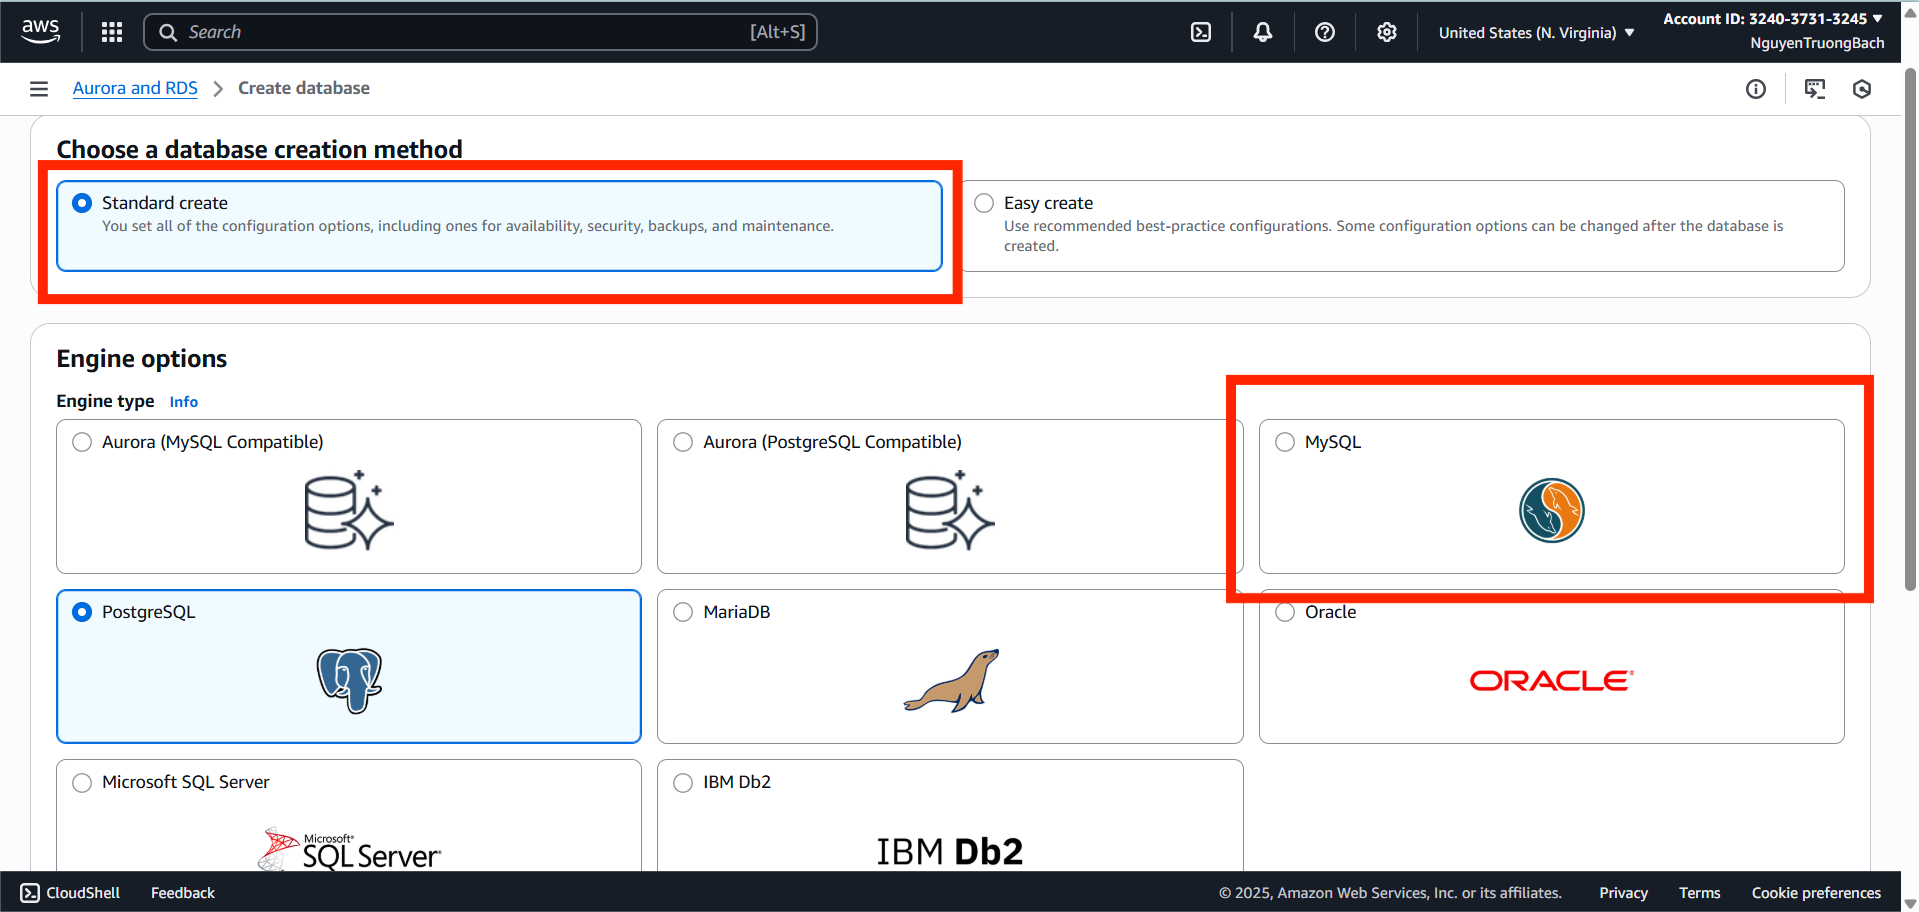 aws
Search
[Alt+S]
United States (N. Virginia)
Account ID: 3240-3731-3245
NguyenTruongBach
Aurora and RDS
Create database
Choose a database creation method
Standard create
You set all of the configuration options, including ones for availability, security, backups, and maintenance.
Easy create
Use recommended best-practice configurations. Some configuration options can be changed after the database is
created.
Engine options
Engine type Info
Aurora (MySQL Compatible)
Aurora (PostgreSQL Compatible)
MySQL
PostgreSQL
MariaDB
Oracle
ORACLE®
Microsoft SQL Server
Microsoft®
SQL Server®
IBM Db2
IBM Db2
CloudShell
Feedback
© 2025, Amazon Web Services, Inc. or its affiliates.
Privacy
Terms
Cookie preferences